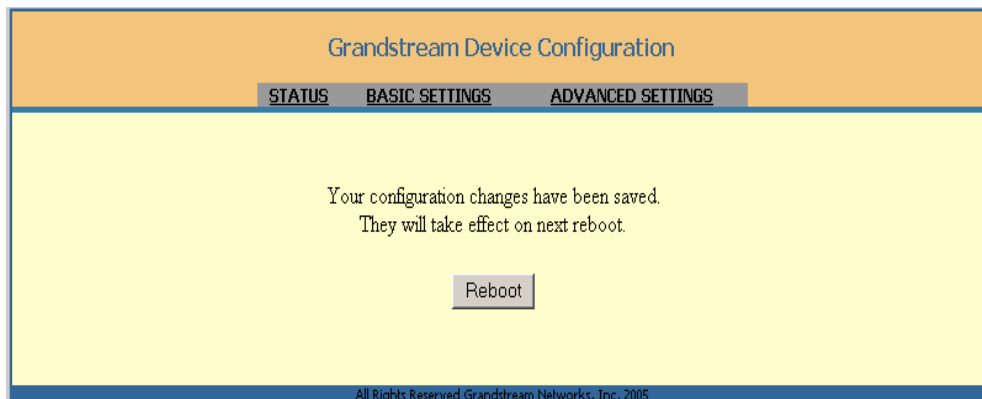 Grandstream Device Configuration
STATUS BASIC SETTINGS ADVANCED SETTINGS
Your configuration changes have been saved.
They will take effect on next reboot.
Reboot
All Rights Reserved Grandstream Networks, Inc. 2005